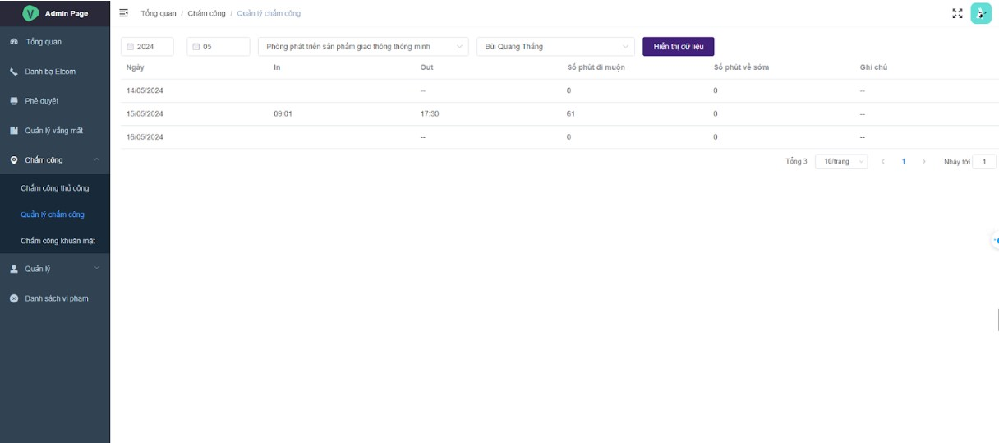 V Admin Page
Tổng quan / Chấm công / Quản lý chấm công
Tổng quan
Danh bạ Elcom
Phê duyệt
Quản lý vắng mặt
Chấm công
Chấm công thủ công
Quản lý chấm công
Chấm công khuôn mặt
Quản lý
Danh sách vi phạm
2024 05 Phòng phát triển sản phẩm giao thông thông minh Bùi Quang Thắng Hiển thị dữ liệu
Ngày In Out Số phút đi muộn Số phút về sớm Ghi chú
14/05/2024 -- 0 0 --
15/05/2024 09:01 17:30 61 0 --
16/05/2024 -- 0 0 --
Tổng 3 10/trang < 1 > Nhảy tới 1